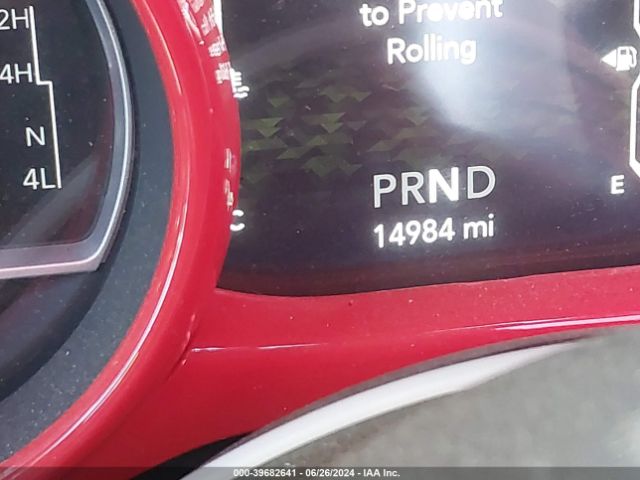 2H
4H
N
4L
to Prevent
Rolling
H
C
E
PRND
14984 mi
000-39682641 / 06/26/2024 - IAA Inc.